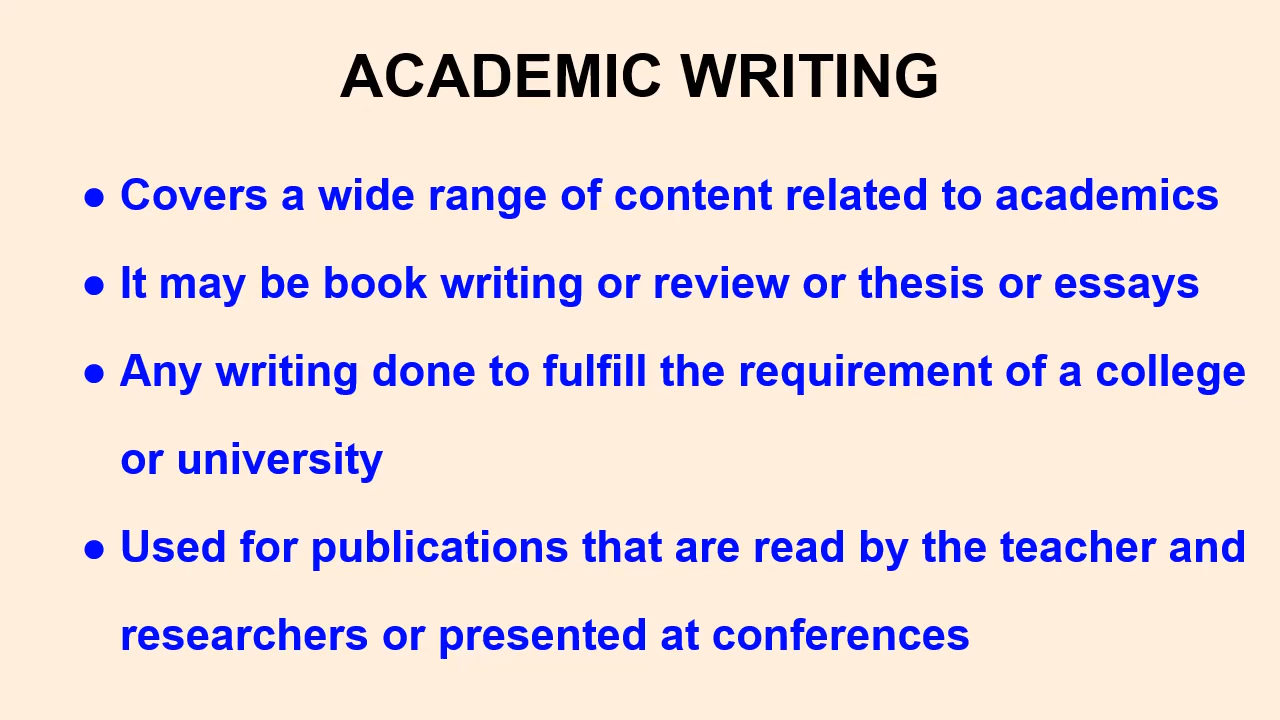 ACADEMIC WRITING
● Covers a wide range of content related to academics
● It may be book writing or review or thesis or essays
● Any writing done to fulfill the requirement of a college
or university
● Used for publications that are read by the teacher and
researchers or presented at conferences